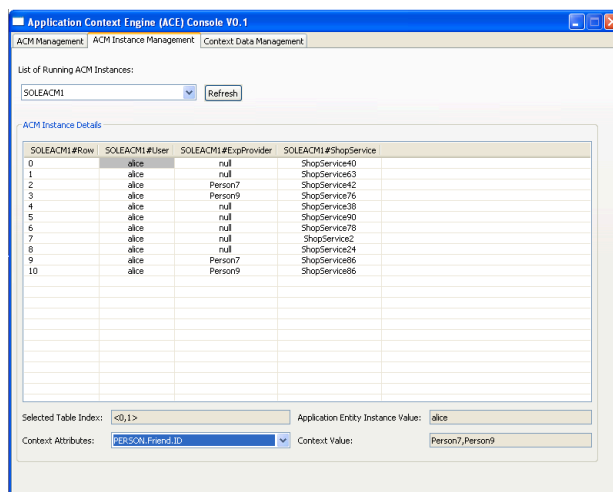 Application Context Engine (ACE) Console V0.1
ACM Management ACM Instance Management Context Data Management
List of Running ACM Instances:
SOLEACM1 Refresh
ACM Instance Details
SOLEACM1#Row SOLEACM1#User SOLEACM1#ExpProvider SOLEACM1#ShopService
0 alice null ShopService40
1 alice null ShopService63
2 alice Person7 ShopService42
3 alice Person9 ShopService76
4 alice null ShopService38
5 alice null ShopService90
6 alice null ShopService78
7 alice null ShopService2
8 alice null ShopService24
9 alice Person7 ShopService86
10 alice Person9 ShopService86
Selected Table Index: <0,1> Application Entity Instance Value: alice
Context Attributes: PERSON.Friend.ID Context Value: Person7,Person9